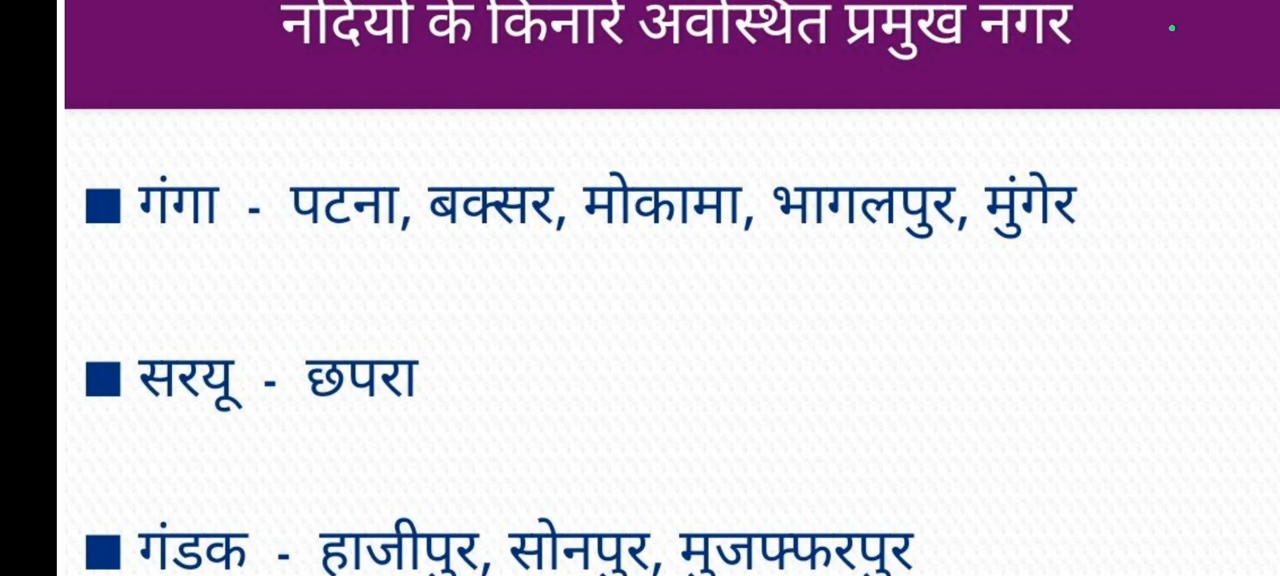 नदियों के किनारे अवस्थित प्रमुख नगर
■ गंगा - पटना, बक्सर, मोकामा, भागलपुर, मुंगेर
■ सरयू - छपरा
■ गंडक - हाजीपुर, सोनपुर, मुजफ्फरपुर